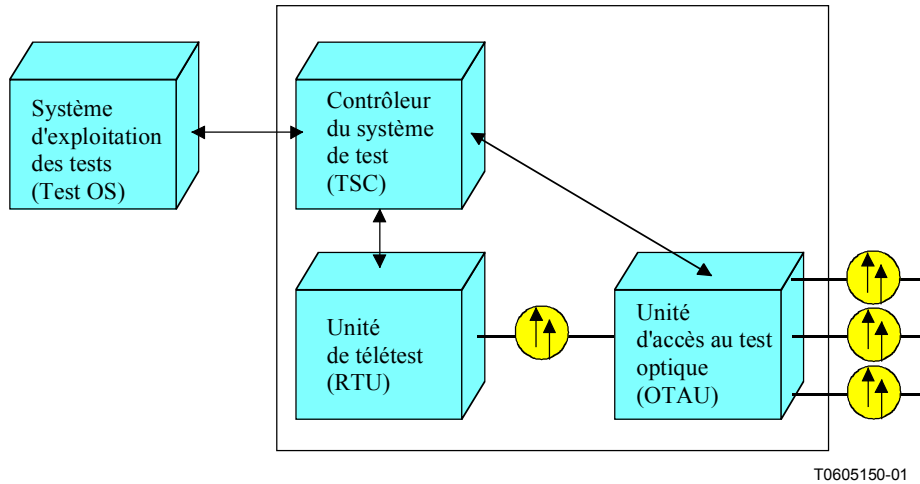 Système
d'exploitation
des tests
(Test OS)
Contrôleur
du système
de test
(TSC)
Unité
de télétest
(RTU)
Unité
d'accès au test
optique
(OTAU)
T0605150-01